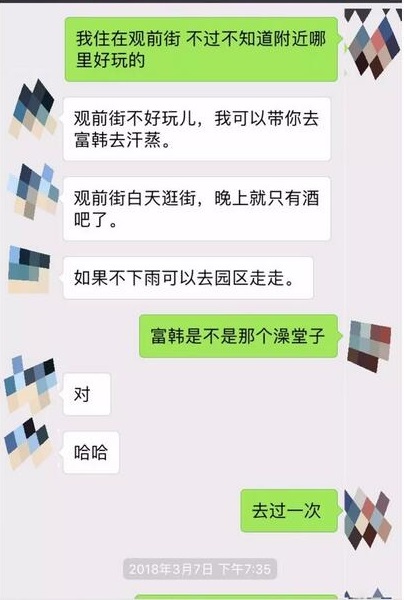 我住在观前街 不过不知道附近哪
里好玩的
观前街不好玩儿，我可以带你去
富韩去汗蒸。
观前街白天逛街，晚上就只有酒
吧了。
如果不下雨可以去园区走走。
富韩是不是那个澡堂子
对
哈哈
去过一次
2018年3月7日 下午7:35